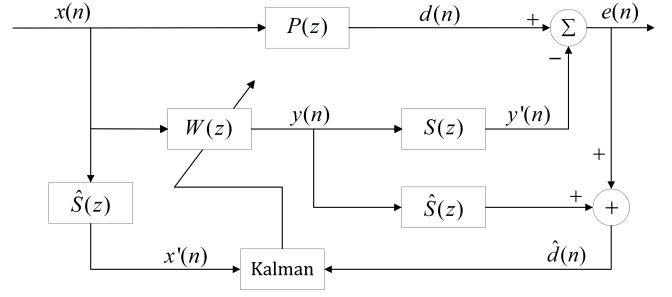 x(n)
P(z)
d(n)
+
Σ
e(n)
−
W(z)
y(n)
S(z)
y'(n)
+
Ŝ(z)
Ŝ(z)
+
+
x'(n)
Kalman
d̂(n)